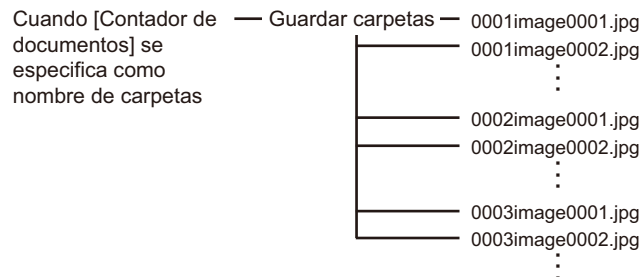 Cuando [Contador de
documentos] se
especifica como
nombre de carpetas
Guardar carpetas
0001image0001.jpg
0001image0002.jpg
0002image0001.jpg
0002image0002.jpg
0003image0001.jpg
0003image0002.jpg